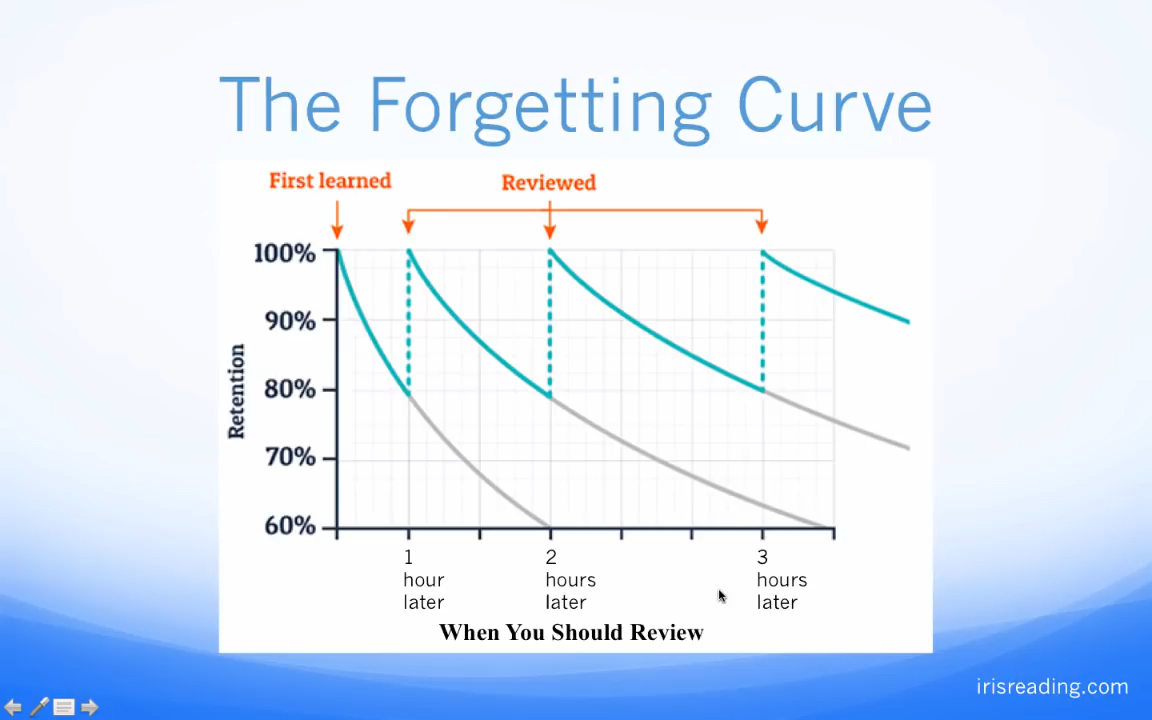 The Forgetting Curve
First learned
Reviewed
100%
90%
80%
70%
60%
Retention
1
hour
later
2
hours
later
3
hours
later
When You Should Review
irisreading.com